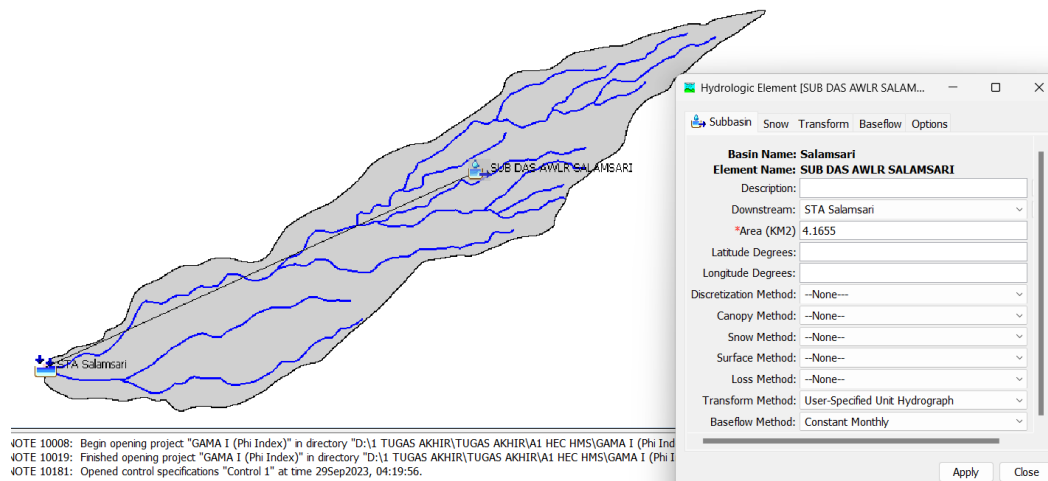 SUB DAS AWLR SALAMSARI
STA Salamsari
NOTE 10008: Begin opening project "GAMA I (Phi Index)" in directory "D:\1 TUGAS AKHIR\TUGAS AKHIR\A1 HEC HMS\GAMA I (Phi Ind
NOTE 10019: Finished opening project "GAMA I (Phi Index)" in directory "D:\1 TUGAS AKHIR\TUGAS AKHIR\A1 HEC HMS\GAMA I (Phi I
NOTE 10181: Opened control specifications "Control 1" at time 29Sep2023, 04:19:56.
Hydrologic Element [SUB DAS AWLR SALAM...
Subbasin Snow Transform Baseflow Options
Basin Name: Salamsari
Element Name: SUB DAS AWLR SALAMSARI
Description:
Downstream: STA Salamsari
*Area (KM2) 4.1655
Latitude Degrees:
Longitude Degrees:
Discretization Method: --None---
Canopy Method: --None--
Snow Method: --None--
Surface Method: --None--
Loss Method: --None--
Transform Method: User-Specified Unit Hydrograph
Baseflow Method: Constant Monthly
Apply Close